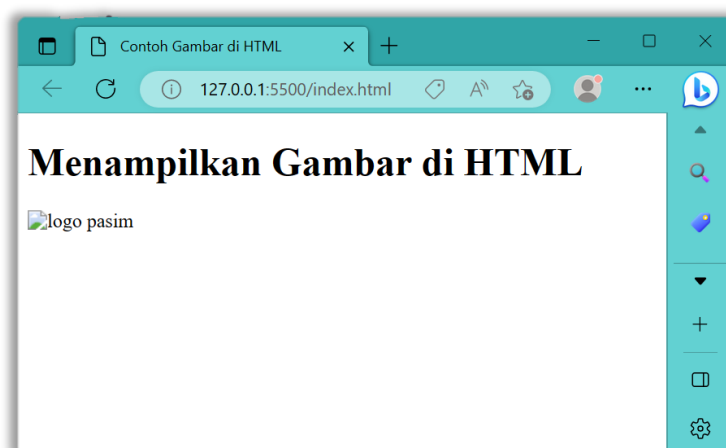 Contoh Gambar di HTML
127.0.0.1:5500/index.html
Menampilkan Gambar di HTML
logo pasim